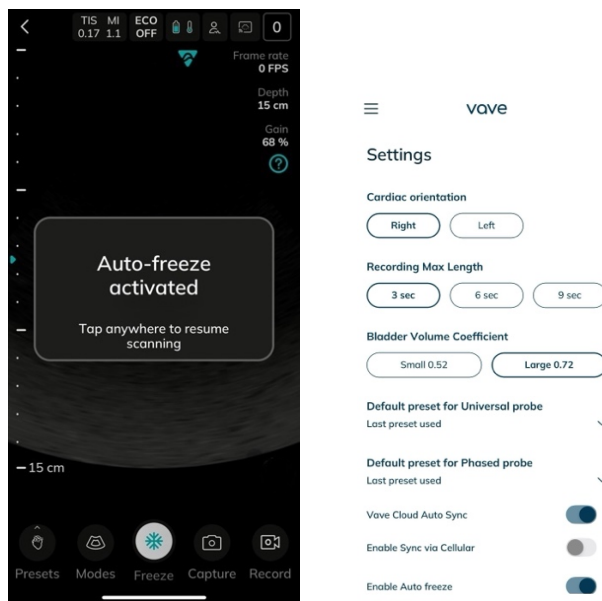 TIS MI ECO
0.17 1.1 OFF
0
Frame rate
0 FPS
Depth
15 cm
Gain
68 %
?
Auto-freeze
activated
Tap anywhere to resume
scanning
15 cm
Presets Modes Freeze Capture Record
vave
Settings
Cardiac orientation
Right Left
Recording Max Length
3 sec 6 sec 9 sec
Bladder Volume Coefficient
Small 0.52 Large 0.72
Default preset for Universal probe
Last preset used
Default preset for Phased probe
Last preset used
Vave Cloud Auto Sync
Enable Sync via Cellular
Enable Auto freeze